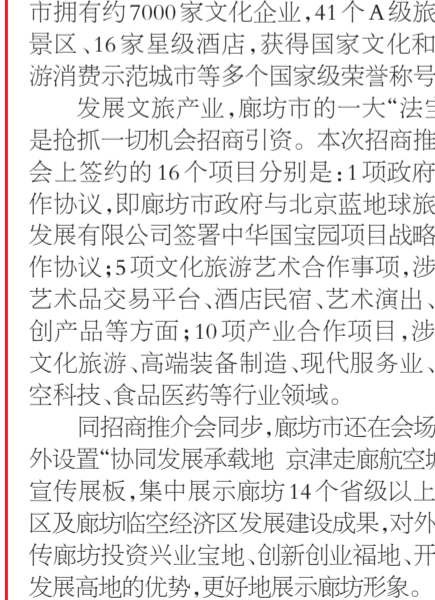 市拥有约7000家文化企业，41个A级旅
景区、16家星级酒店，获得国家文化和
游消费示范城市等多个国家级荣誉称号
发展文旅产业，廊坊市的一大“法宝
是抢抓一切机会招商引资。本次招商推
会上签约的16个项目分别是：1项政府
作协议，即廊坊市政府与北京蓝地球旅
发展有限公司签署中华国宝园项目战略
作协议；5项文化旅游艺术合作事项，涉
艺术品交易平台、酒店民宿、艺术演出、
创产品等方面；10项产业合作项目，涉
文化旅游、高端装备制造、现代服务业、
空科技、食品医药等行业领域。
同招商推介会同步，廊坊市还在会场
外设置“协同发展承载地 京津走廊航空城
宣传展板，集中展示廊坊14个省级以上
区及廊坊临空经济区发展建设成果，对外
传廊坊投资兴业宝地、创新创业福地、开
发展高地的优势，更好地展示廊坊形象。